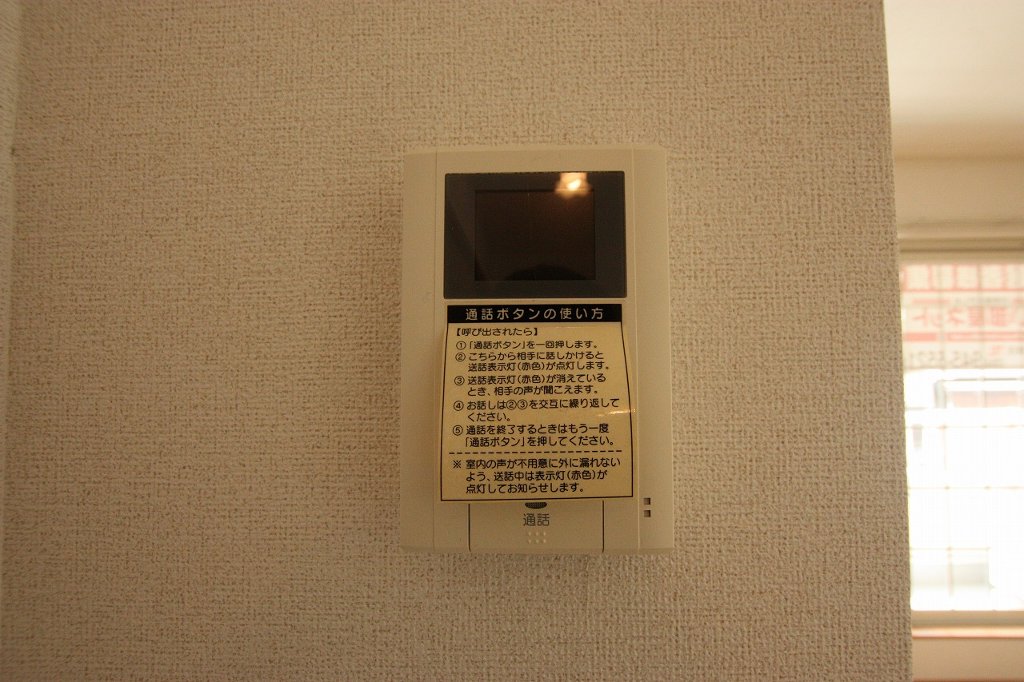 通話ボタンの使い方
【呼び出されたら】
①「通話ボタン」を一回押します。
②こちらから相手に話しかけると
送話表示灯(赤色)が点灯します。
③送話表示灯(赤色)が消えている
とき、相手の声が聞こえます。
④お話しは②③を交互に繰り返して
ください。
⑤通話を終了するときはもう一度
「通話ボタン」を押してください。
※室内の声が不用意に外に漏れない
よう、送話中は表示灯(赤色)が
点灯してお知らせします。
通話